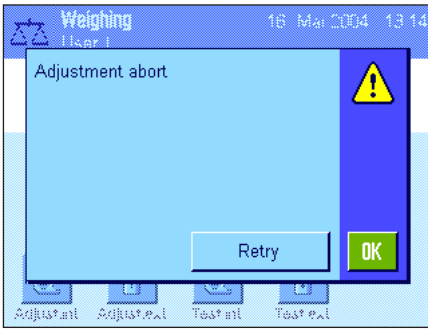 Weighing
16. Mai 2004 13:14
User 1
Adjustment abort
Retry
OK
Adjust.int
Adjust.ext
Test int
Test ext